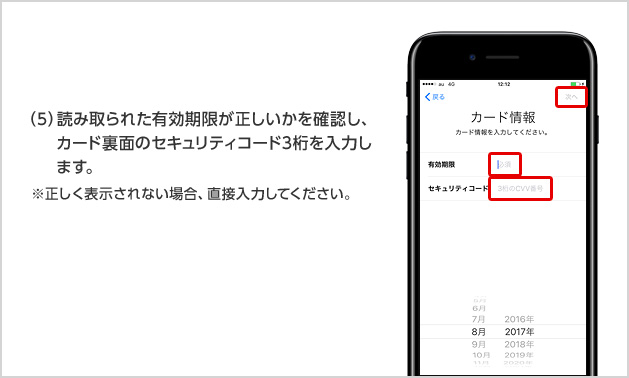 （5）読み取られた有効期限が正しいかを確認し、
カード裏面のセキュリティコード3桁を入力し
ます。
※正しく表示されない場合、直接入力してください。
au 4G 12:12
戻る 次へ
カード情報
カード情報を入力してください。
有効期限 必須
セキュリティコード 3桁のCVV番号
6月
7月 2016年
8月 2017年
9月 2018年
10月 2019年
11月 2020年